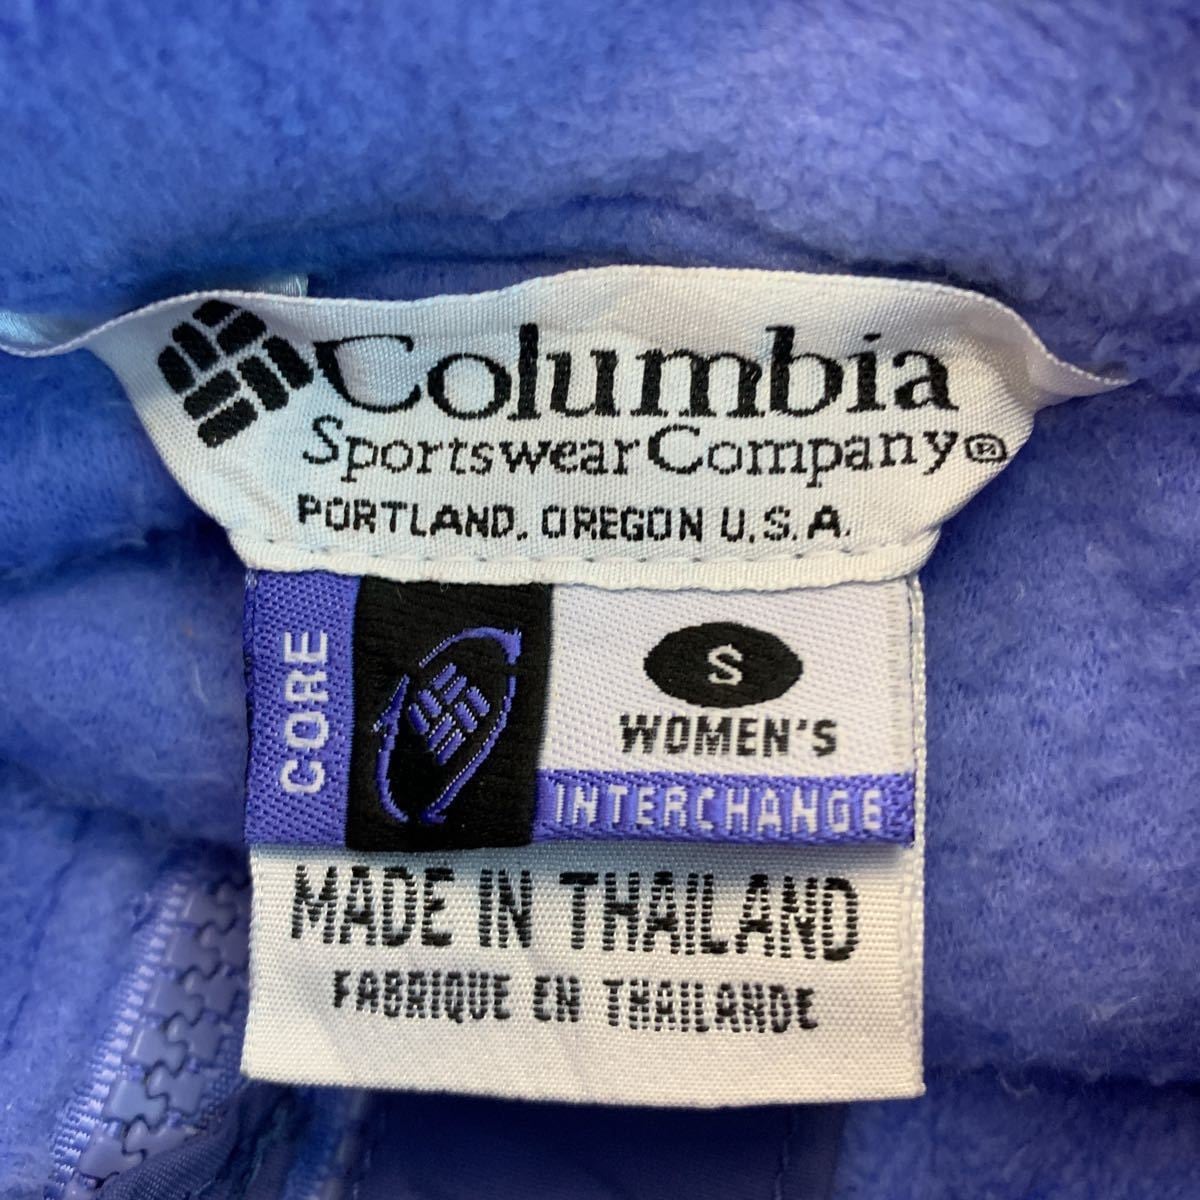 Columbia
Sportswear Company®
PORTLAND, OREGON U.S.A.
CORE
S
WOMEN'S
INTERCHANGE
MADE IN THAILAND
FABRIQUE EN THAILANDE